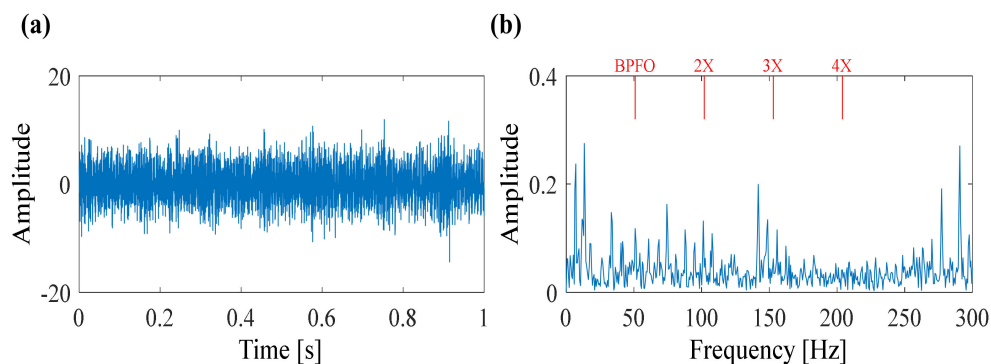 (a)
(b)
20
0
-20
Amplitude
0
0.2
0.4
0.6
0.8
1
Time [s]
BPFO
2X
3X
4X
0.4
0.2
0
Amplitude
0
50
100
150
200
250
300
Frequency [Hz]